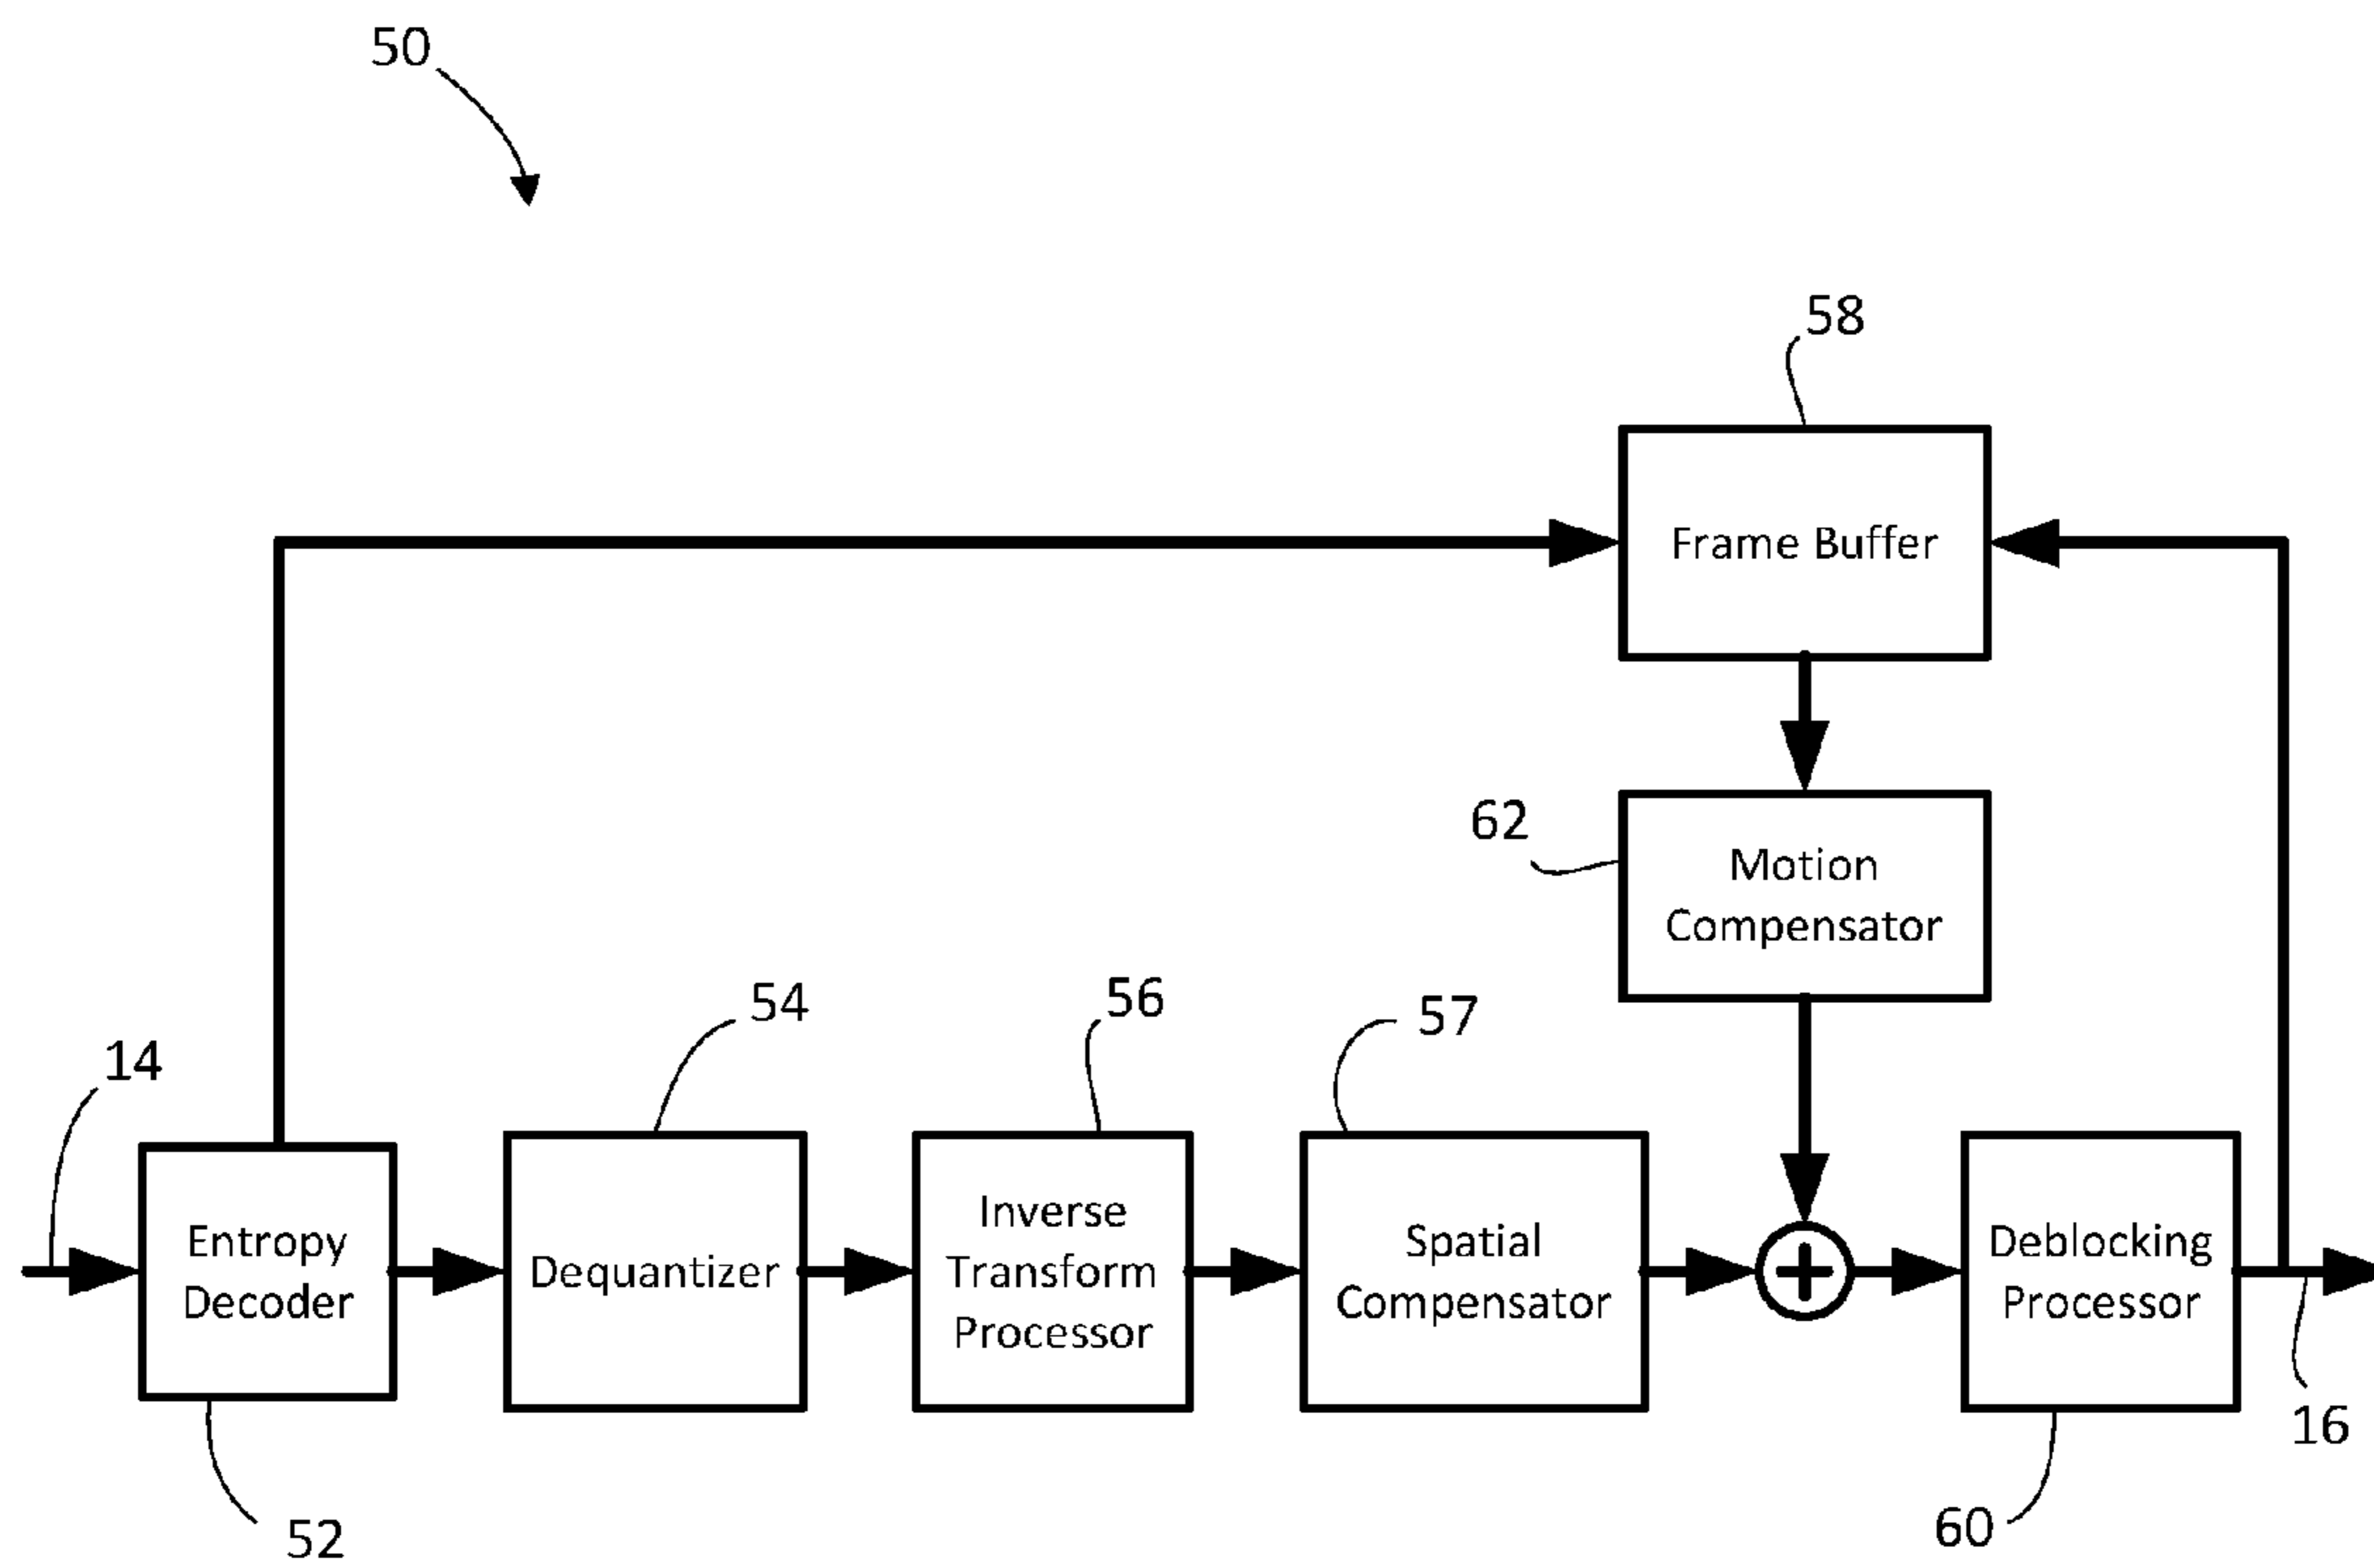 50
58
Frame Buffer
62
Motion
Compensator
54
56
57
14
Entropy
Decoder
Dequantizer
Inverse
Transform
Processor
Spatial
Compensator
+
Deblocking
Processor
16
52
60